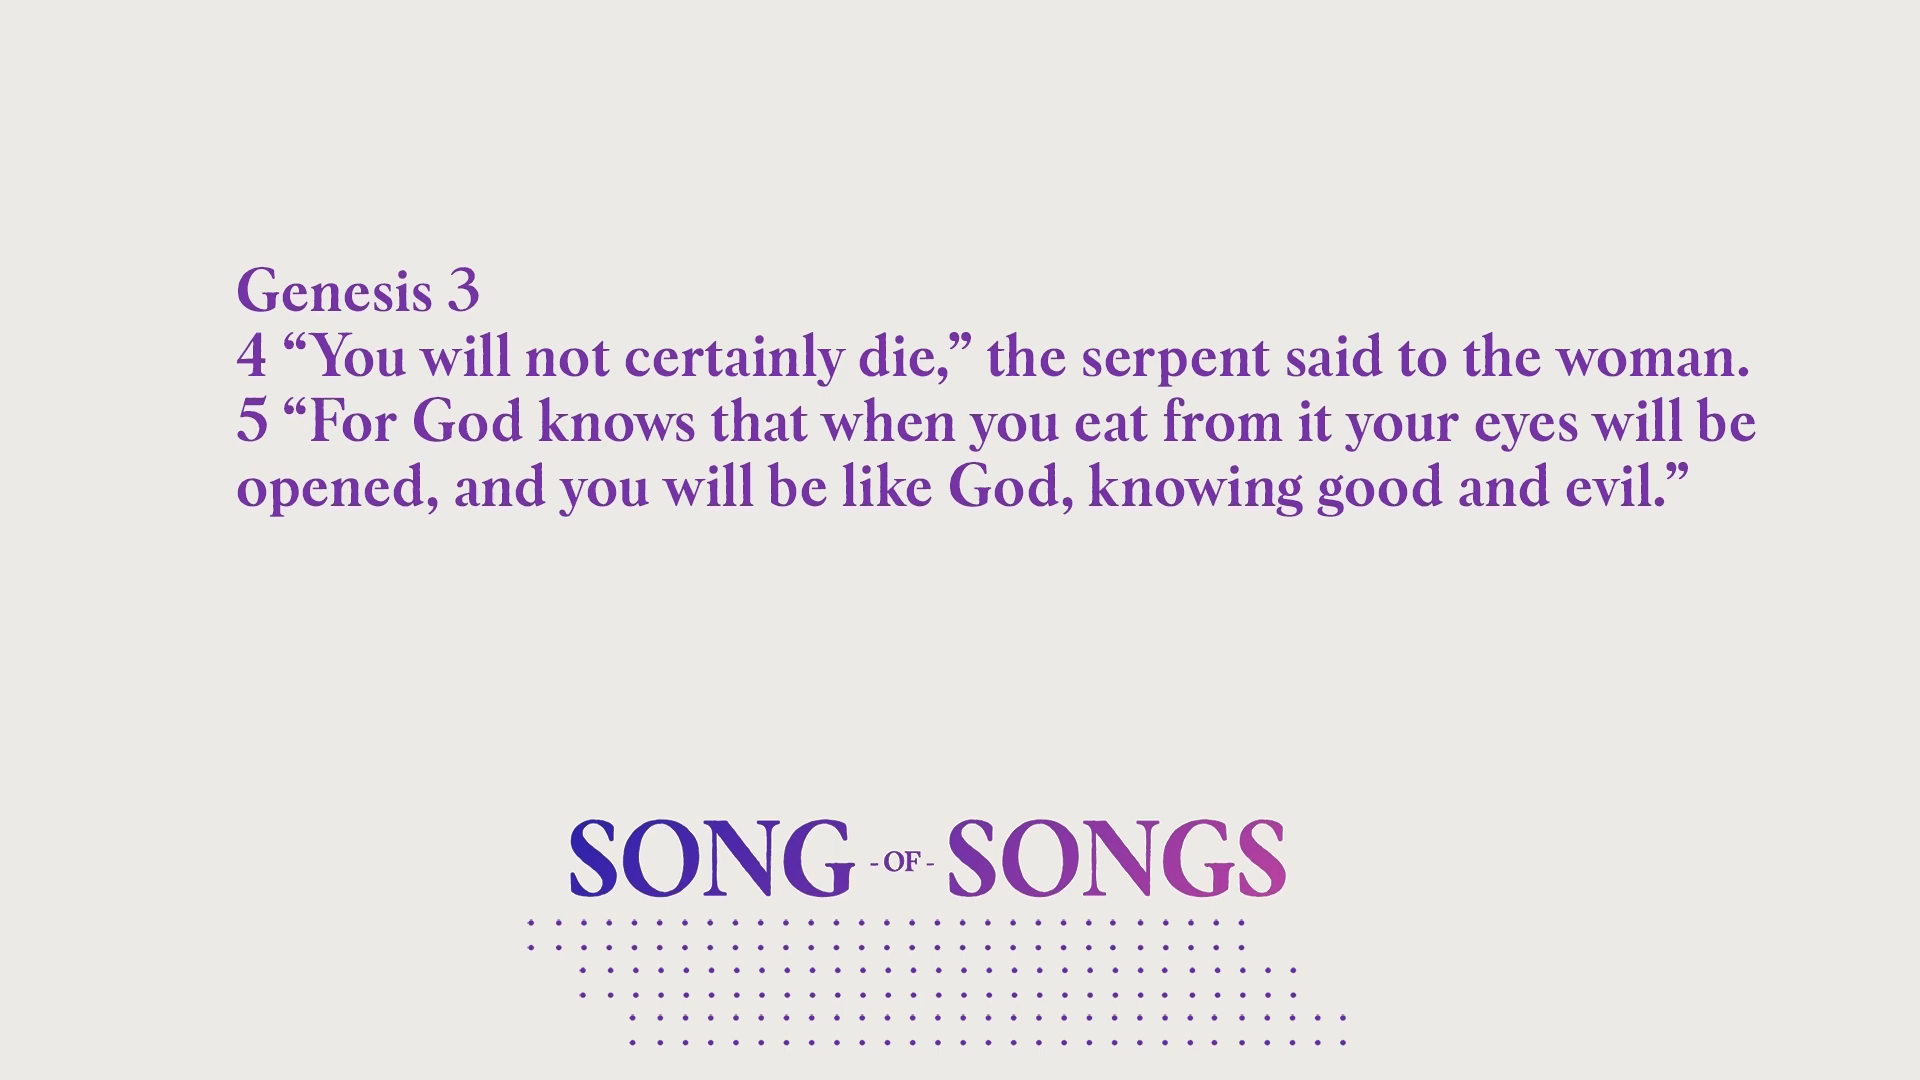 Genesis 3
4 “You will not certainly die,” the serpent said to the woman.
5 “For God knows that when you eat from it your eyes will be
opened, and you will be like God, knowing good and evil.”
SONG -OF- SONGS